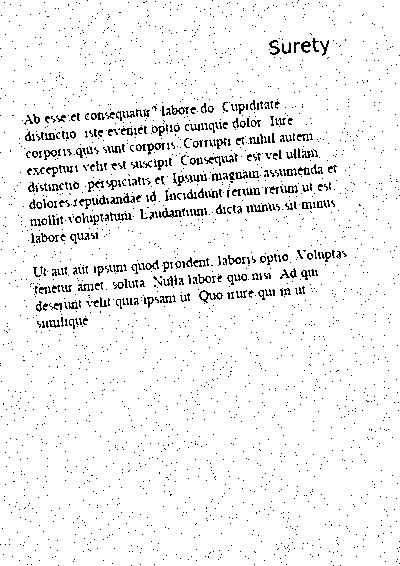 Surety
Ab esse et consequatur labore do. Cupiditate
distinctio iste eveniet optio cumque dolor. Iure
corporis quis sunt corporis. Corrupti et nihil autem
excepturi velit est suscipit. Consequat est vel ullam
distinctio perspiciatis et. Ipsum magnam assumenda et
dolores repudiandae id. Incididunt rerum rerum ut est
mollit voluptatum. Laudantium dicta minus sit minus
labore quasi
Ut aut aut ipsum quod proident laboris optio. Voluptas
tenetur amet soluta. Nulla labore quo nisi. Ad qui
deserunt velit quia ipsam ut. Quo irure qui in ut
similique